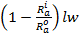 (1 − R_a^i / R_a^o) lw